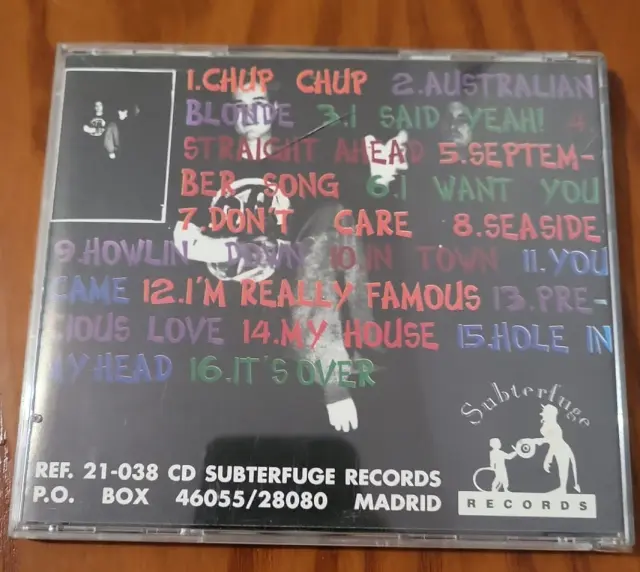 1.CHUP CHUP 2.AUSTRALIAN
BLONDE 3.I SAID YEAH! 4.
STRAIGHT AHEAD 5.SEPTEM-
BER SONG 6.I WANT YOU
7.DON'T CARE 8.SEASIDE
9.HOWLIN' DOWN 10.IN TOWN 11.YOU
CAME 12.I'M REALLY FAMOUS 13.PRE-
CIOUS LOVE 14.MY HOUSE 15.HOLE IN
MY HEAD 16.IT'S OVER
Subterfuge
RECORDS
REF. 21-038 CD SUBTERFUGE RECORDS
P.O. BOX 46055/28080 MADRID